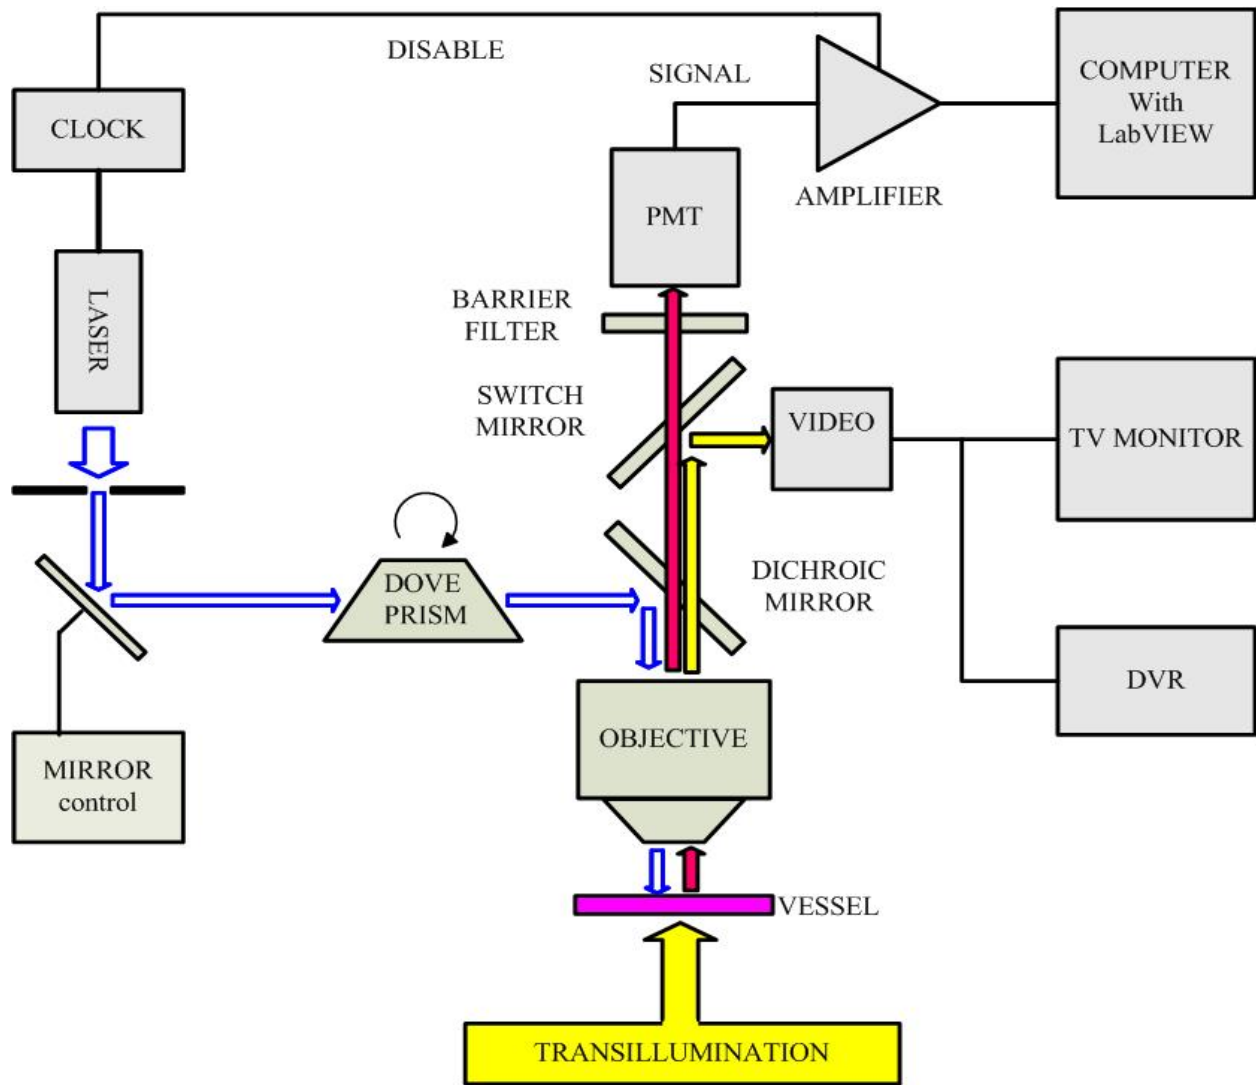 DISABLE
SIGNAL
COMPUTER
With
LabVIEW
CLOCK
AMPLIFIER
PMT
LASER
BARRIER
FILTER
SWITCH
MIRROR
VIDEO
TV MONITOR
DOVE
PRISM
DICHROIC
MIRROR
DVR
OBJECTIVE
MIRROR
control
VESSEL
TRANSILLUMINATION